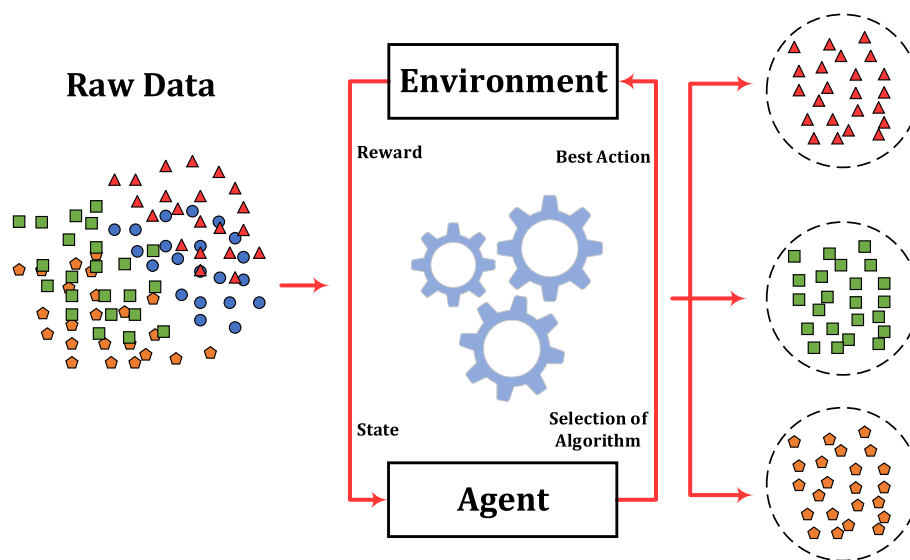 Raw Data
Environment
Reward
Best Action
State
Selection of
Algorithm
Agent